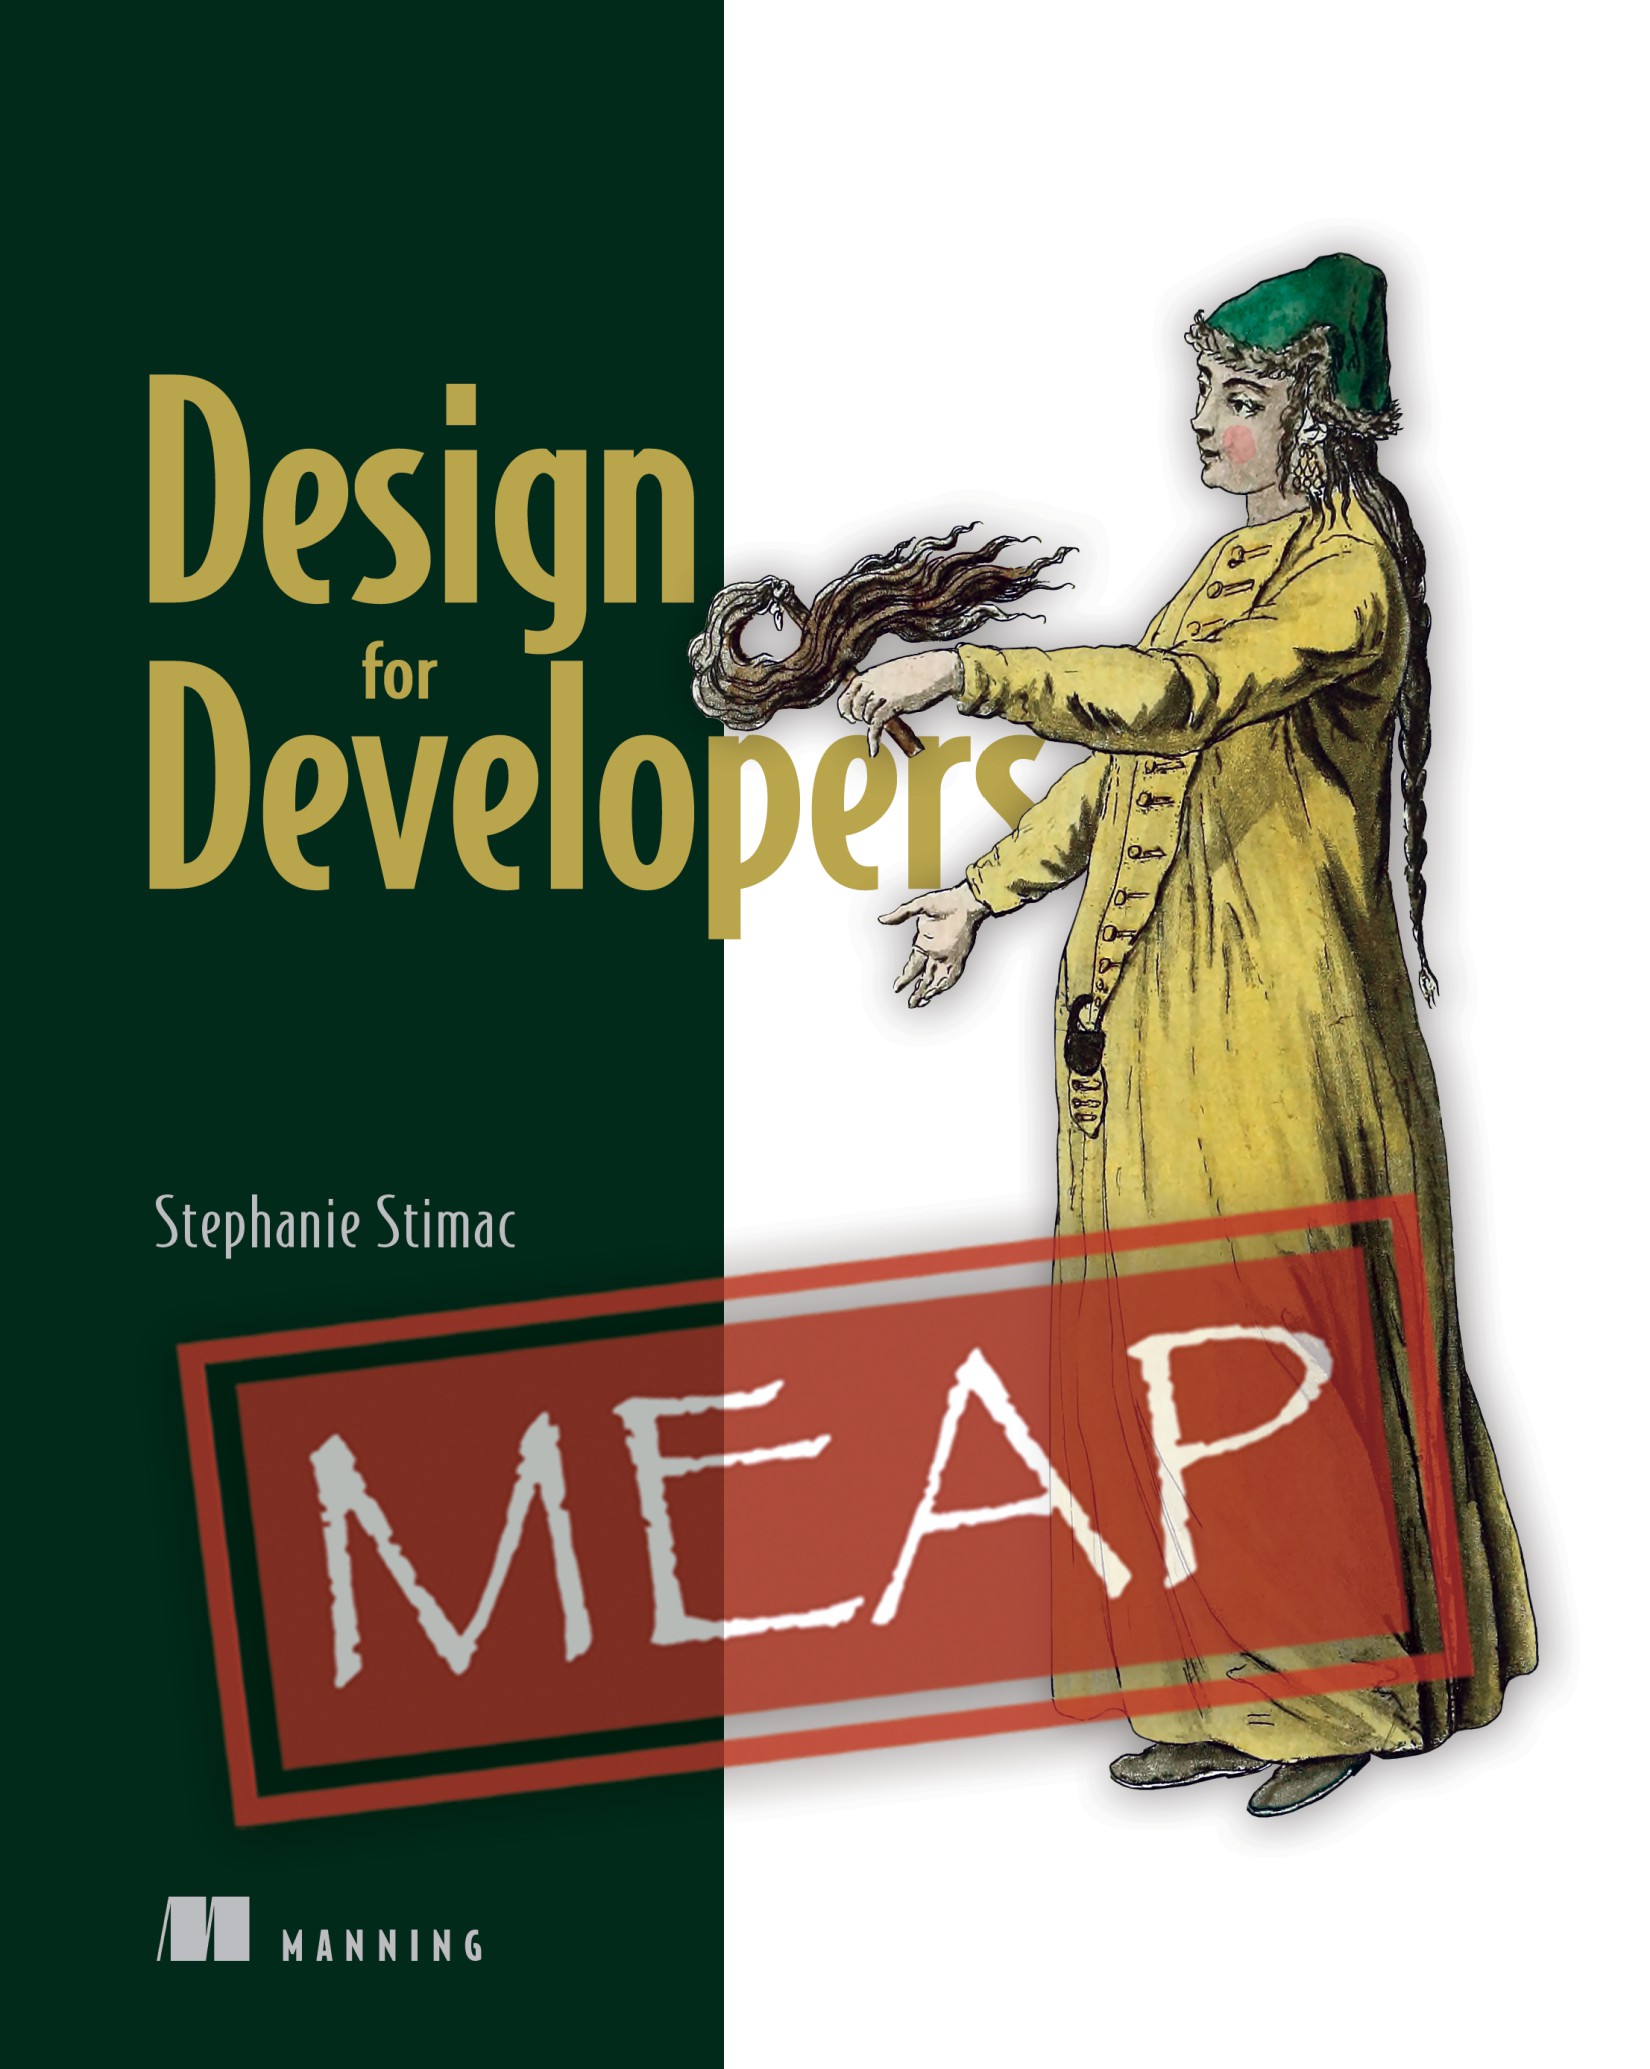 Design
for
Developers
Stephanie Stimac
MEAP
MANNING